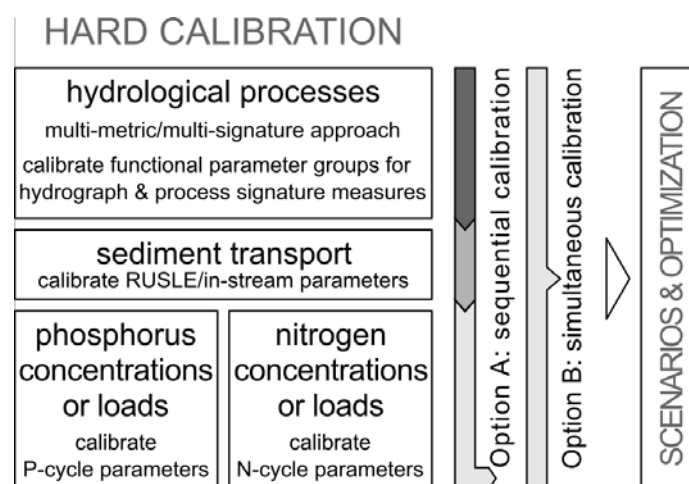 HARD CALIBRATION
hydrological processes
multi-metric/multi-signature approach
calibrate functional parameter groups for
hydrograph & process signature measures
sediment transport
calibrate RUSLE/in-stream parameters
phosphorus
concentrations
or loads
calibrate
P-cycle parameters
nitrogen
concentrations
or loads
calibrate
N-cycle parameters
Option A: sequential calibration
Option B: simultaneous calibration
SCENARIOS & OPTIMIZATION